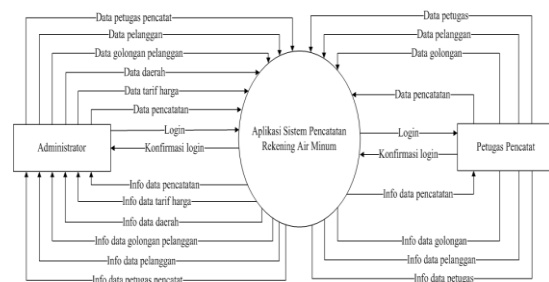 Data petugas pencatat
Data pelanggan
Data golongan pelanggan
Data daerah
Data tarif harga
Data pencatatan
Login
Konfirmasi login
Administrator
Info data pencatatan
Info data tarif harga
Info data daerah
Info data golongan pelanggan
Info data pelanggan
Info data petugas pencatat
Aplikasi Sistem Pencatatan
Rekening Air Minum
Data petugas
Data pelanggan
Data golongan
Data pencatatan
Login
Konfirmasi login
Petugas Pencatat
Info data pencatatan
Info data golongan
Info data pelanggan
Info data petugas